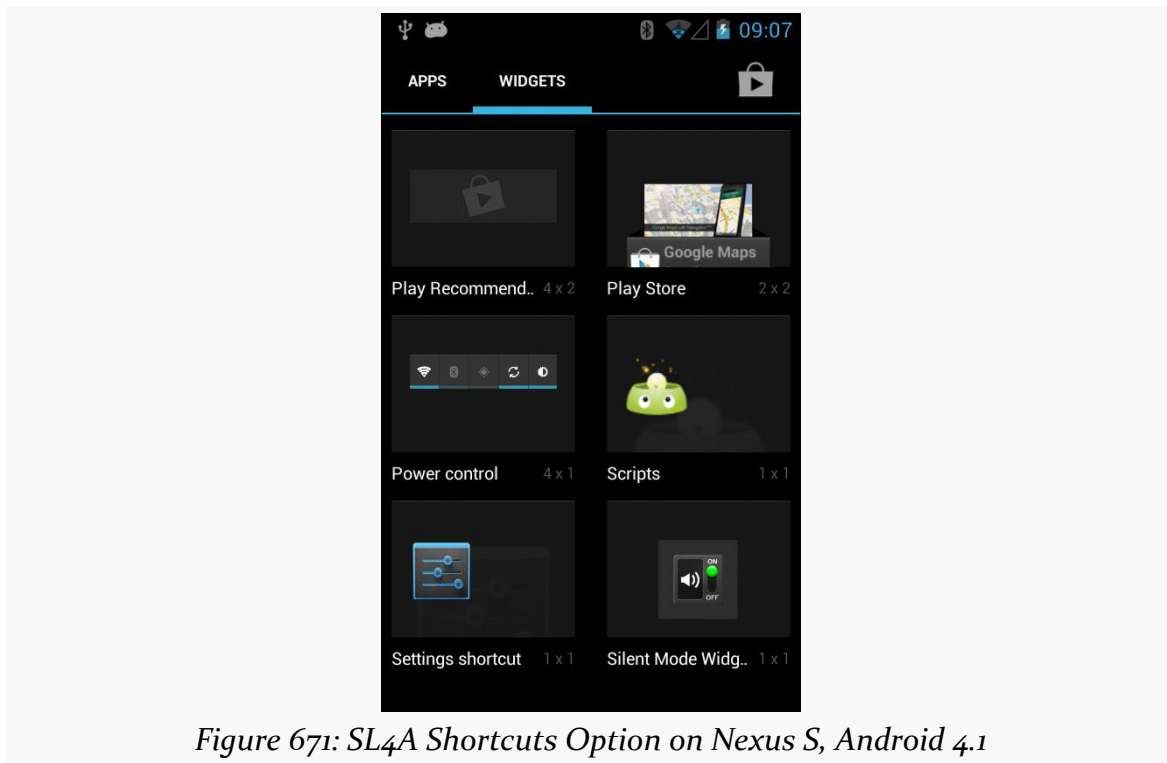 09:07
APPS WIDGETS
Google Maps
Play Recommend.. 4 x 2 Play Store 2 x 2
Power control 4 x 1 Scripts 1 x 1
ON
OFF
Settings shortcut 1 x 1 Silent Mode Widg.. 1 x 1
Figure 671: SL4A Shortcuts Option on Nexus S, Android 4.1